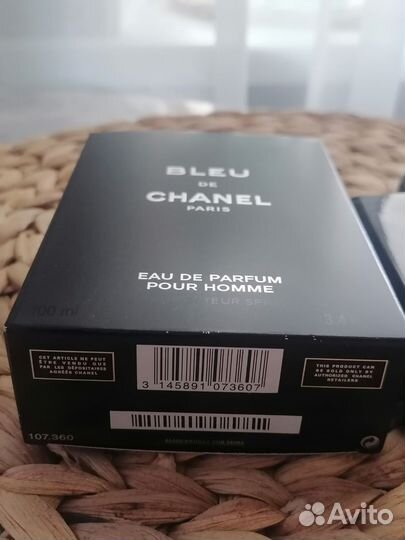 BLEU
DE
CHANEL
PARIS
EAU DE PARFUM
POUR HOMME
100 ml
3.4
CET ARTICLE NE PEUT
ÊTRE VENDU QUE
PAR LES DÉPOSITAIRES
AGRÉÉS CHANEL
3 145891 073607
THIS PRODUCT CAN
BE SOLD ONLY BY
AUTHORIZED CHANEL
RETAILERS
107.360
Avito